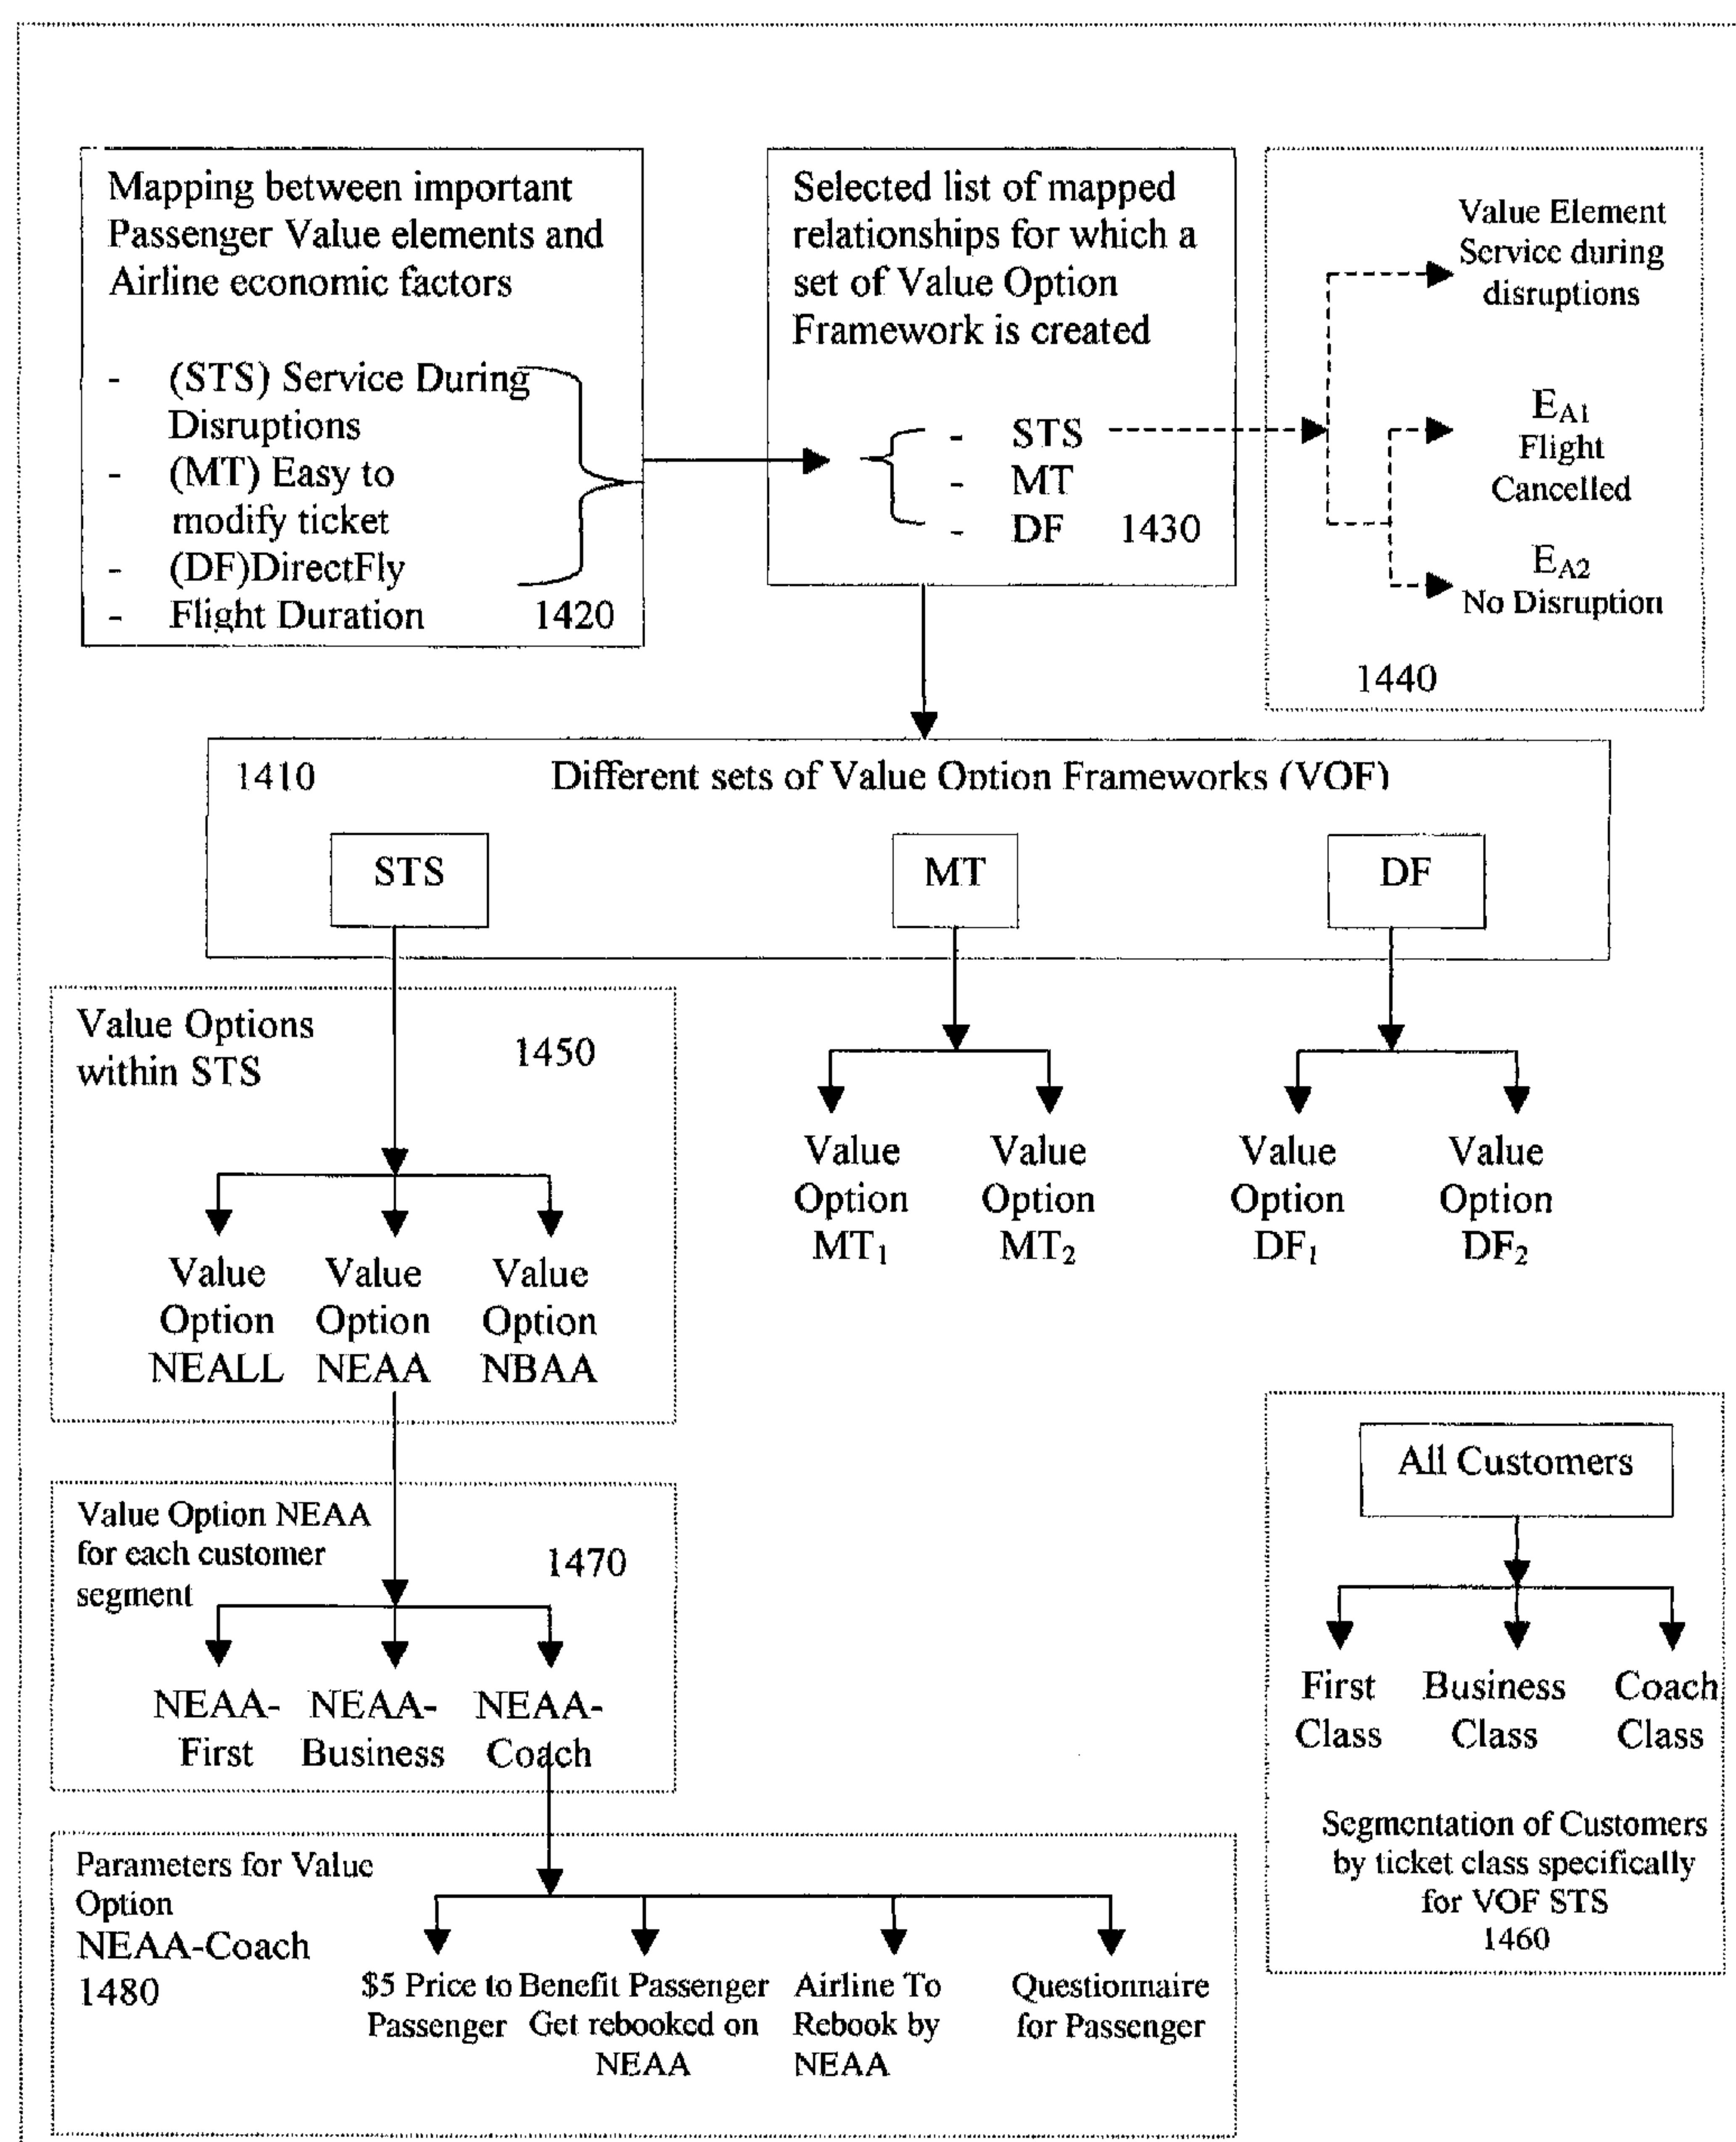 Mapping between important
Passenger Value elements and
Airline economic factors
- (STS) Service During
Disruptions
- (MT) Easy to
modify ticket
- (DF)DirectFly
- Flight Duration 1420
Selected list of mapped
relationships for which a
set of Value Option
Framework is created
- STS
- MT
- DF 1430
Value Element
Service during
disruptions
EA1
Flight
Cancelled
EA2
No Disruption
1440
1410 Different sets of Value Option Frameworks (VOF)
STS MT DF
Value Options
within STS
1450
Value
Option
NEALL
Value
Option
NEAA
Value
Option
NBAA
Value
Option
MT1
Value
Option
MT2
Value
Option
DF1
Value
Option
DF2
Value Option NEAA
for each customer
segment
1470
NEAA-
First
NEAA-
Business
NEAA-
Coach
All Customers
First
Class
Business
Class
Coach
Class
Segmentation of Customers
by ticket class specifically
for VOF STS
1460
Parameters for Value
Option
NEAA-Coach
1480
$5 Price to
Passenger
Benefit Passenger
Get rebooked on
NEAA
Airline To
Rebook by
NEAA
Questionnaire
for Passenger